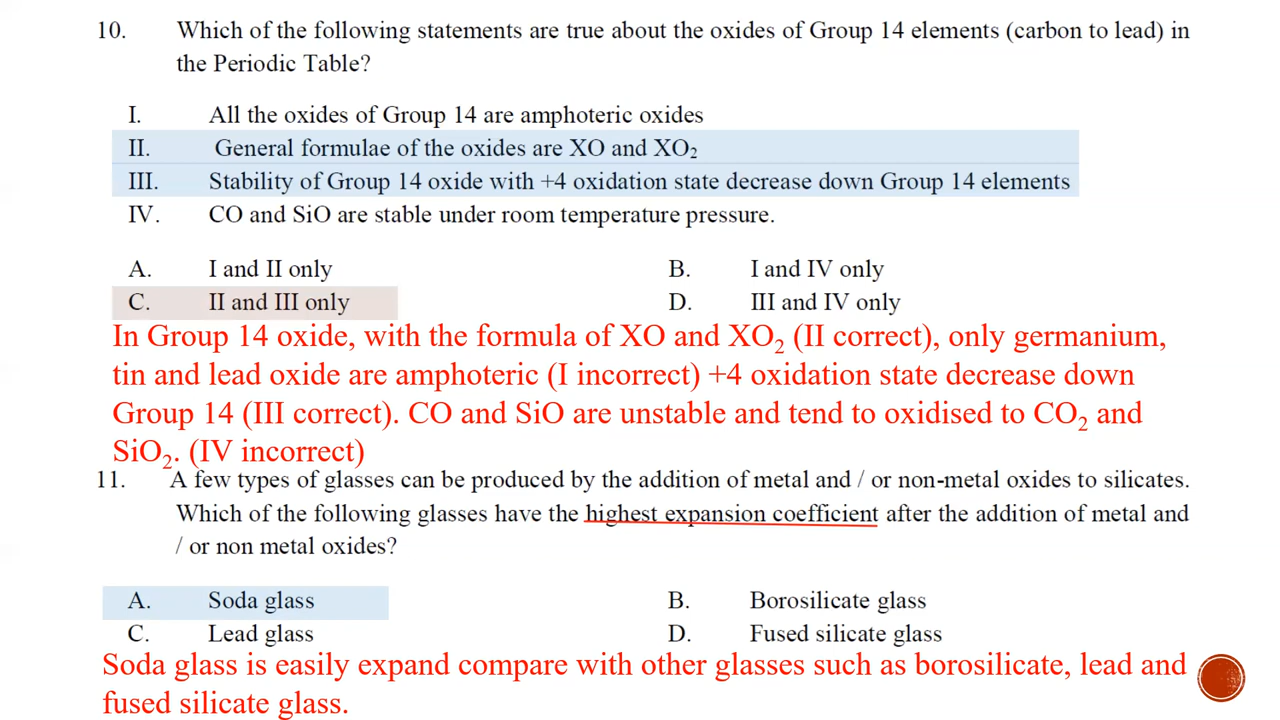 10. Which of the following statements are true about the oxides of Group 14 elements (carbon to lead) in
the Periodic Table?
I. All the oxides of Group 14 are amphoteric oxides
II. General formulae of the oxides are XO and XO₂
III. Stability of Group 14 oxide with +4 oxidation state decrease down Group 14 elements
IV. CO and SiO are stable under room temperature pressure.
A. I and II only B. I and IV only
C. II and III only D. III and IV only
In Group 14 oxide, with the formula of XO and XO₂ (II correct), only germanium,
tin and lead oxide are amphoteric (I incorrect) +4 oxidation state decrease down
Group 14 (III correct). CO and SiO are unstable and tend to oxidised to CO₂ and
SiO₂. (IV incorrect)
11. A few types of glasses can be produced by the addition of metal and / or non-metal oxides to silicates.
Which of the following glasses have the highest expansion coefficient after the addition of metal and
/ or non metal oxides?
A. Soda glass B. Borosilicate glass
C. Lead glass D. Fused silicate glass
Soda glass is easily expand compare with other glasses such as borosilicate, lead and
fused silicate glass.